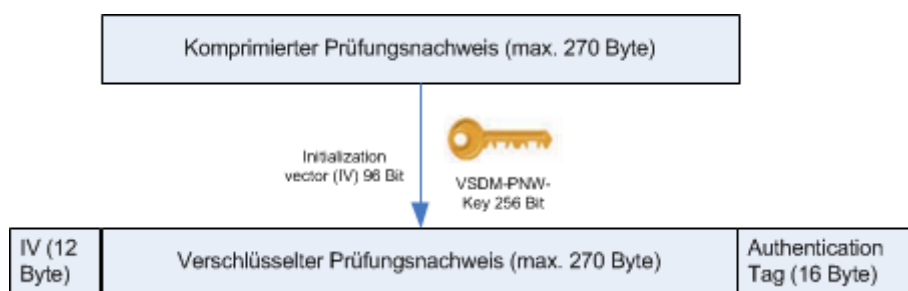 Komprimierter Prüfungsnachweis (max. 270 Byte)
Initialization
vector (IV) 96 Bit
VSDM-PNW-
Key 256 Bit
IV (12
Byte)
Verschlüsselter Prüfungsnachweis (max. 270 Byte)
Authentication
Tag (16 Byte)